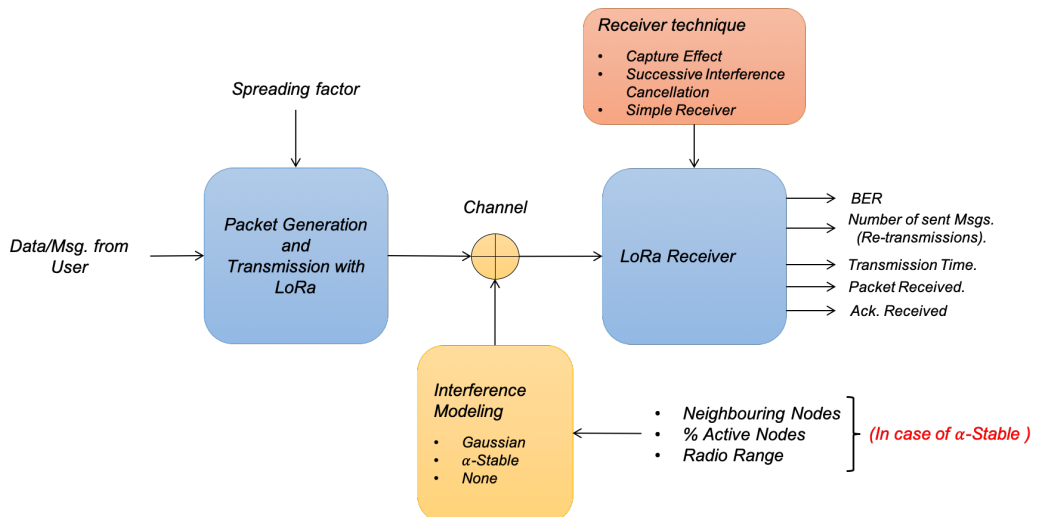 Receiver technique
• Capture Effect
• Successive Interference
Cancellation
• Simple Receiver
Spreading factor
Data/Msg. from
User
Packet Generation
and
Transmission with
LoRa
Channel
LoRa Receiver
BER
Number of sent Msgs.
(Re-transmissions).
Transmission Time.
Packet Received.
Ack. Received
Interference
Modeling
• Gaussian
• α-Stable
• None
• Neighbouring Nodes
• % Active Nodes
• Radio Range
(In case of α-Stable )